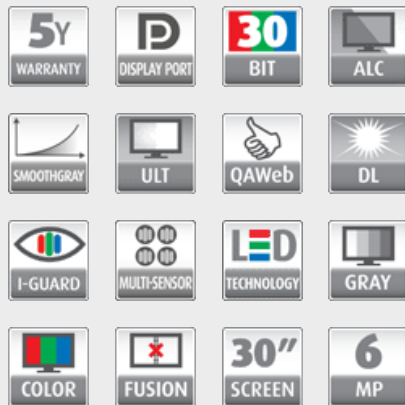 5Y
WARRANTY
D
DISPLAY PORT
30
BIT
ALC
SMOOTHGRAY
ULT
QAWeb
DL
I-GUARD
MULTI-SENSOR
LED
TECHNOLOGY
GRAY
COLOR
FUSION
30"
SCREEN
6
MP